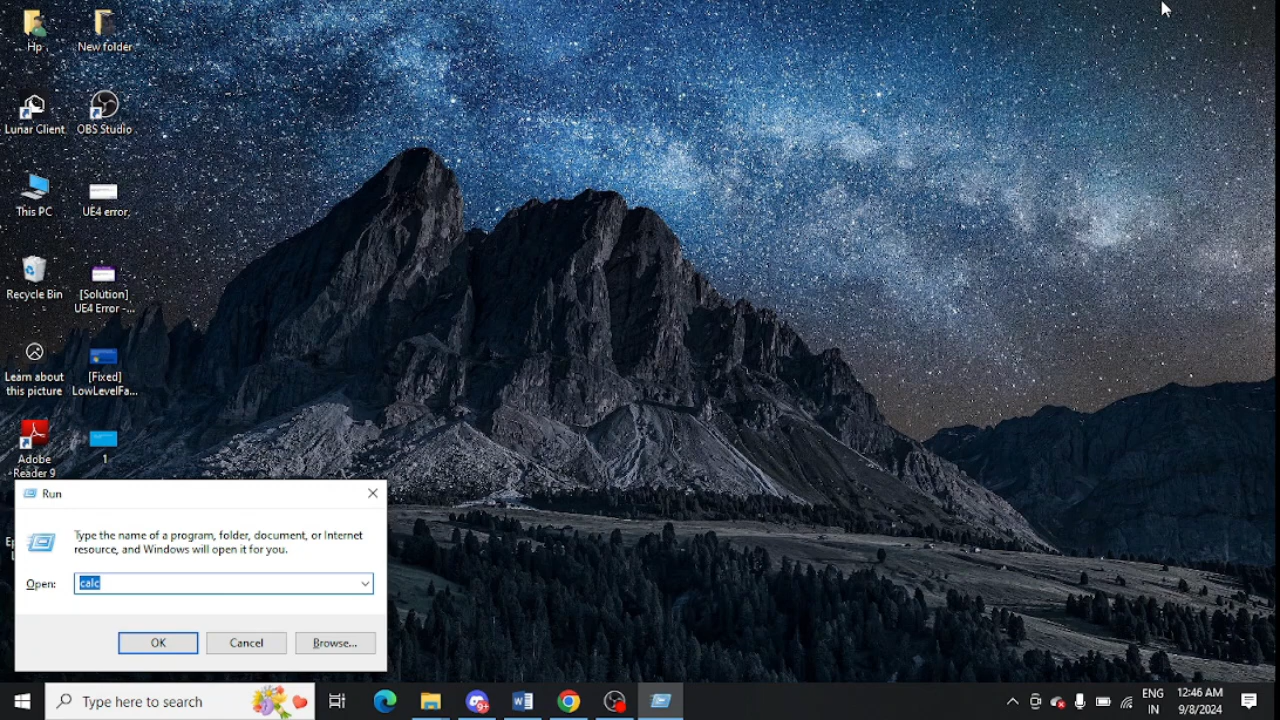 Hp
New folder
Lunar Client
OBS Studio
This PC
UE4 error
Recycle Bin
[Solution]
UE4 Error -...
Learn about
this picture
[Fixed]
LowLevelFa...
Adobe
Reader 9
1
Run
Type the name of a program, folder, document, or Internet
resource, and Windows will open it for you.
Open:
calc
OK
Cancel
Browse...
Type here to search
9+
ENG
IN
12:46 AM
9/8/2024